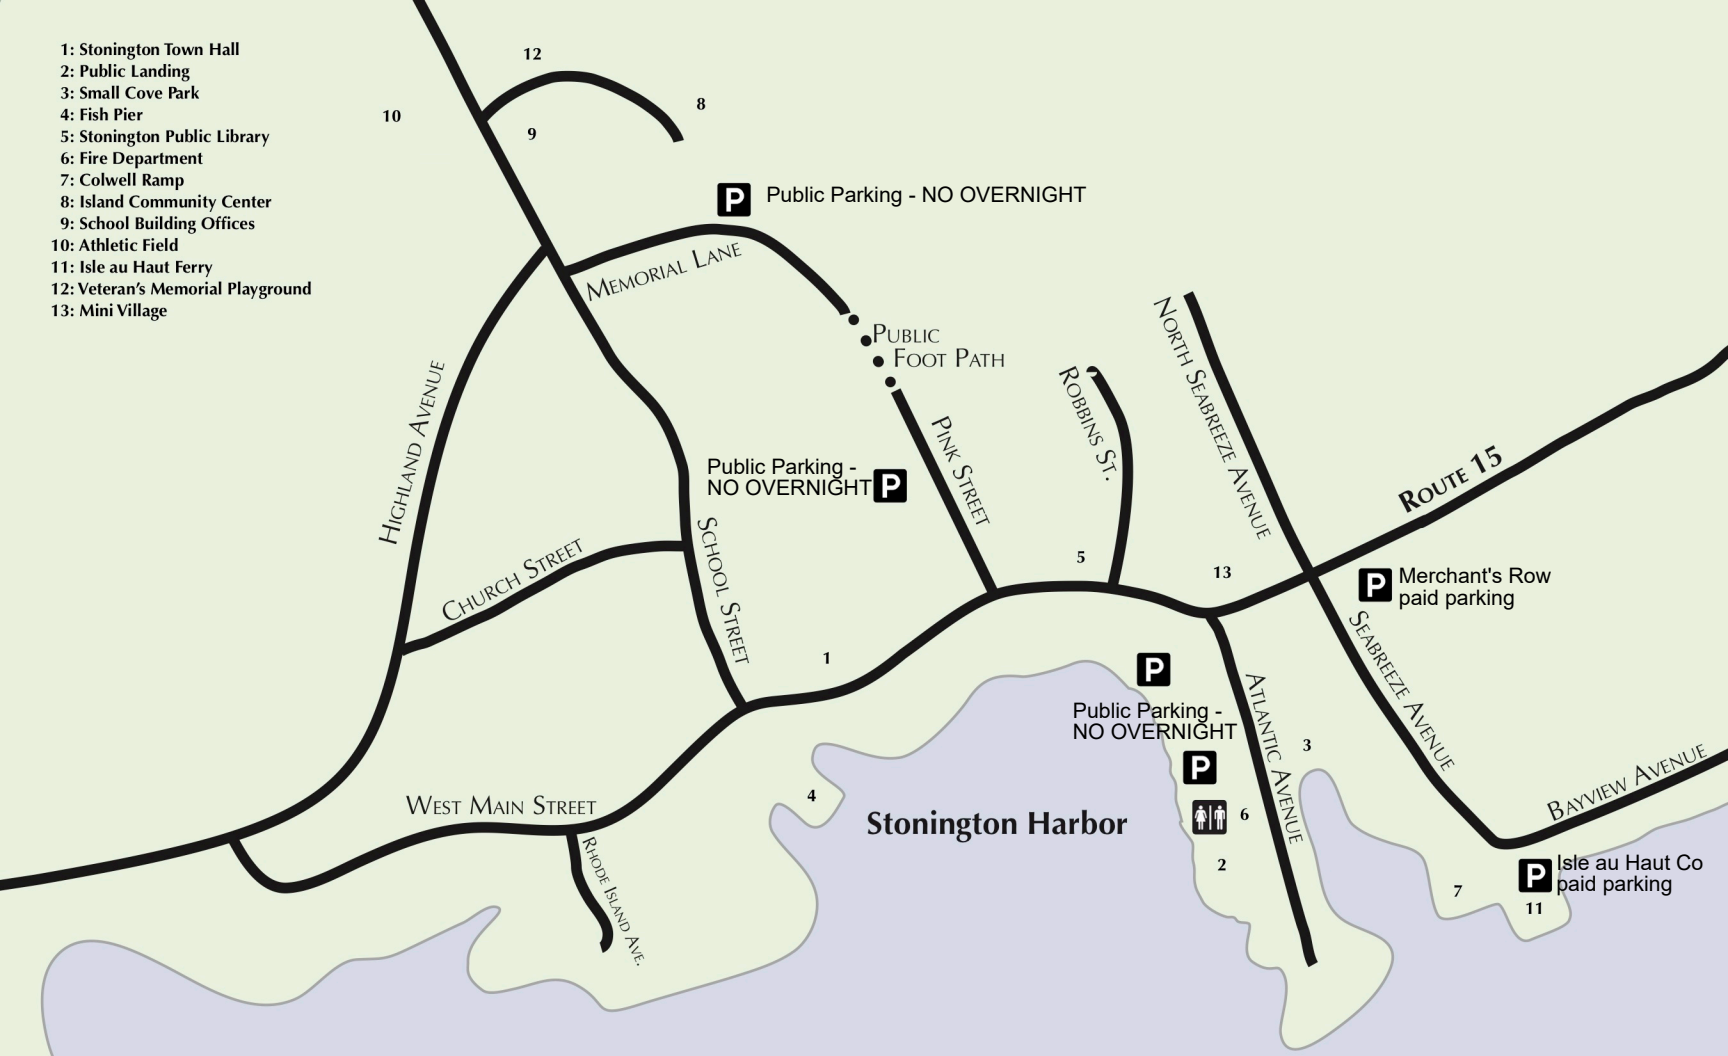 1: Stonington Town Hall
2: Public Landing
3: Small Cove Park
4: Fish Pier
5: Stonington Public Library
6: Fire Department
7: Colwell Ramp
8: Island Community Center
9: School Building Offices
10: Athletic Field
11: Isle au Haut Ferry
12: Veteran's Memorial Playground
13: Mini Village
12
10
8
9
P
Public Parking - NO OVERNIGHT
MEMORIAL LANE
PUBLIC
FOOT PATH
NORTH SEABREEZE AVENUE
HIGHLAND AVENUE
ROBBINS ST.
PINK STREET
Public Parking -
NO OVERNIGHT
P
ROUTE 15
CHURCH STREET
SCHOOL STREET
5
13
P
Merchant's Row
paid parking
1
P
Public Parking -
NO OVERNIGHT
SEABREEZE AVENUE
ATLANTIC AVENUE
3
P
4
WEST MAIN STREET
Stonington Harbor
6
BAYVIEW AVENUE
RHODE ISLAND AVE.
2
7
P
Isle au Haut Co
paid parking
11